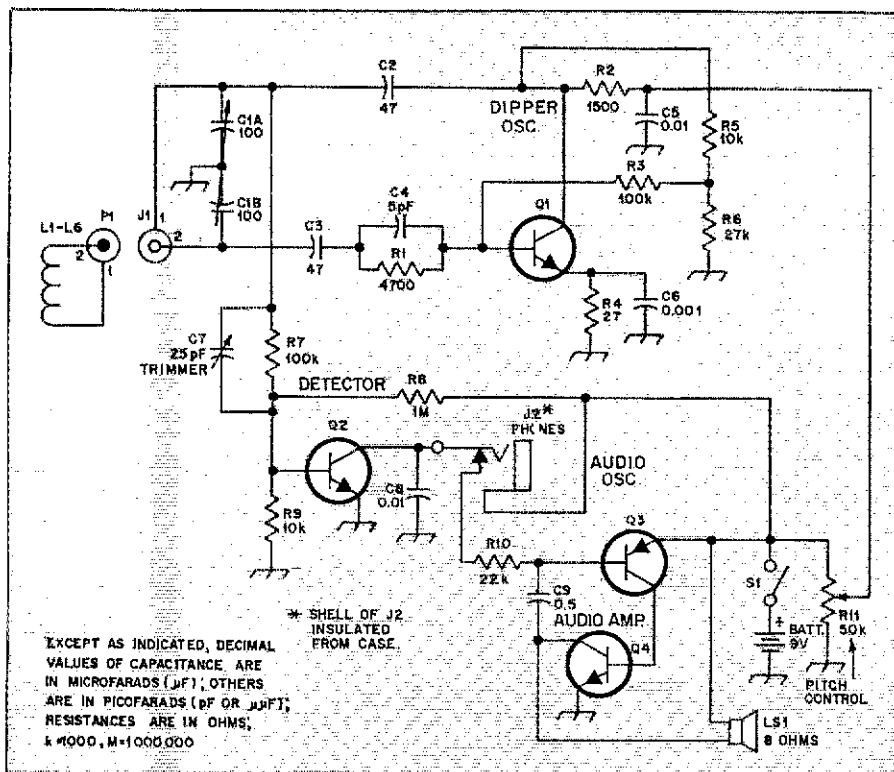 C2
47
R2
1500
DIPPER
OSC.
C5
0.01
R5
10k
C1A
100
C1B
100
R3
100k
C4
5pF
Q1
L1-L6
P1
J1
1
2
2
1
C3
47
R1
4700
R6
27k
R4
27
C6
0.001
C7
25pF
TRIMMER
R7
100k
DETECTOR
R8
1M
J2*
PHONES
Q2
AUDIO
OSC
C8
0.01
R9
10k
Q3
R10
22k
S1
C9
0.5
AUDIO AMP.
Q4
+
BATT.
9V
R11
50k
PITCH
CONTROL
* SHELL OF J2
INSULATED
FROM CASE.
LS1
8 OHMS
EXCEPT AS INDICATED, DECIMAL
VALUES OF CAPACITANCE ARE
IN MICROFARADS (µF); OTHERS
ARE IN PICOFARADS (pF OR µµF);
RESISTANCES ARE IN OHMS,
k=1000, M=1000000